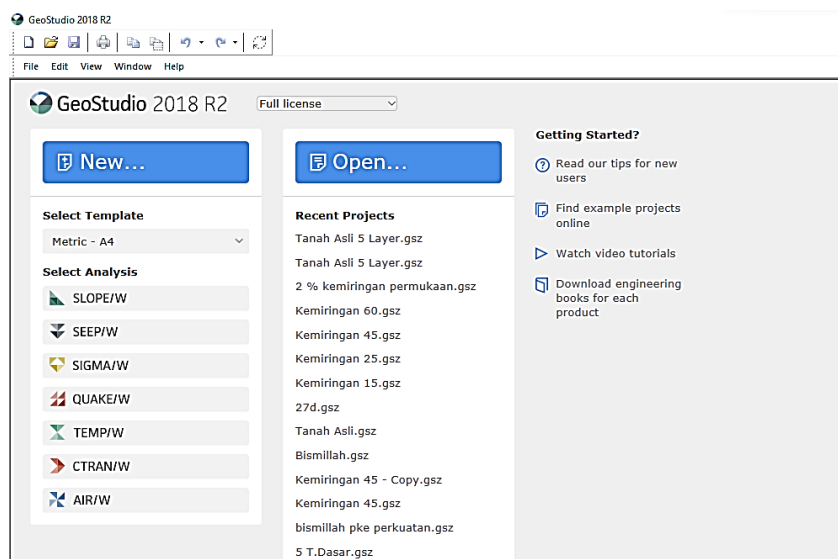 GeoStudio 2018 R2
File Edit View Window Help
GeoStudio 2018 R2
Full license
New...
Select Template
Metric - A4
Select Analysis
SLOPE/W
SEEP/W
SIGMA/W
QUAKE/W
TEMP/W
CTRAN/W
AIR/W
Open...
Recent Projects
Tanah Asli 5 Layer.gsz
Tanah Asli 5 Layer.gsz
2 % kemiringan permukaan.gsz
Kemiringan 60.gsz
Kemiringan 45.gsz
Kemiringan 25.gsz
Kemiringan 15.gsz
27d.gsz
Tanah Asli.gsz
Bismillah.gsz
Kemiringan 45 - Copy.gsz
Kemiringan 45.gsz
bismillah pke perkuatan.gsz
5 T.Dasar.gsz
Getting Started?
Read our tips for new
users
Find example projects
online
Watch video tutorials
Download engineering
books for each
product